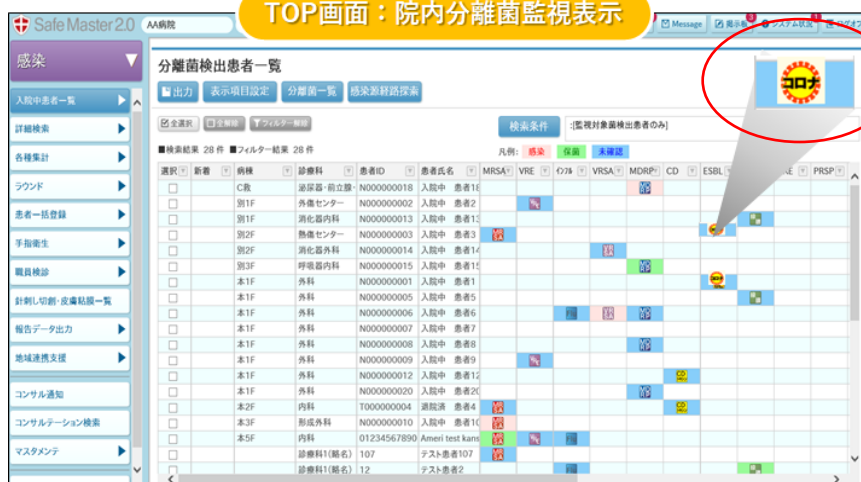 TOP画面：院内分離菌監視表示
Safe Master 2.0
AA病院
Message
掲示板
システム状況
ログオフ
感染
入院中患者一覧
詳細検索
各種集計
ラウンド
患者一括登録
手指衛生
職員検診
針刺し切創・皮膚粘膜一覧
報告データ出力
地域連携支援
コンサル通知
コンサルテーション検索
マスタメンテ
分離菌検出患者一覧
出力 表示項目設定 分離菌一覧 感染源経路探索
全選択 全解除 フィルター解除
検索条件 :[監視対象菌検出患者のみ]
■検索結果 28 件 ■フィルター結果 28 件
凡例: 感染 保菌 未確認
コロナ
選択 新着 病棟 診療科 患者ID 患者氏名 MRSA VRE ｲﾝﾌﾙ VRSA MDRP CD ESBL PRSP
C救 泌尿器・前立腺 N000000018 入院中 患者18
別1F 外傷センター N000000002 入院中 患者2
別1F 消化器内科 N000000013 入院中 患者13
別2F 熱傷センター N000000003 入院中 患者3
別2F 消化器外科 N000000014 入院中 患者14
別3F 呼吸器内科 N000000015 入院中 患者15
本1F 外科 N000000001 入院中 患者1
本1F 外科 N000000005 入院中 患者5
本1F 外科 N000000006 入院中 患者6
本1F 外科 N000000007 入院中 患者7
本1F 外科 N000000008 入院中 患者8
本1F 外科 N000000009 入院中 患者9
本1F 外科 N000000012 入院中 患者12
本1F 外科 N000000020 入院中 患者20
本2F 内科 T000000004 退院済 患者4
本3F 形成外科 N000000010 入院中 患者10
本5F 内科 01234567890 Ameri test kans
診療科1(略名) 107 テスト患者107
診療科1(略名) 12 テスト患者2